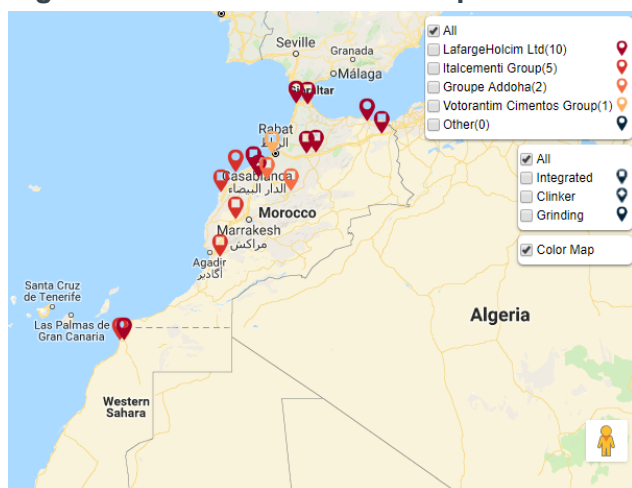 All
LafargeHolcim Ltd(10)
Italcementi Group(5)
Groupe Addoha(2)
Votorantim Cimentos Group(1)
Other(0)
All
Integrated
Clinker
Grinding
Color Map
Seville
Granada
Málaga
Gibraltar
Rabat
الرباط
Casablanca
الدار البيضاء
Morocco
Marrakesh
مراكش
Agadir
أكادير
Santa Cruz
de Tenerife
Las Palmas de
Gran Canaria
Algeria
Western
Sahara